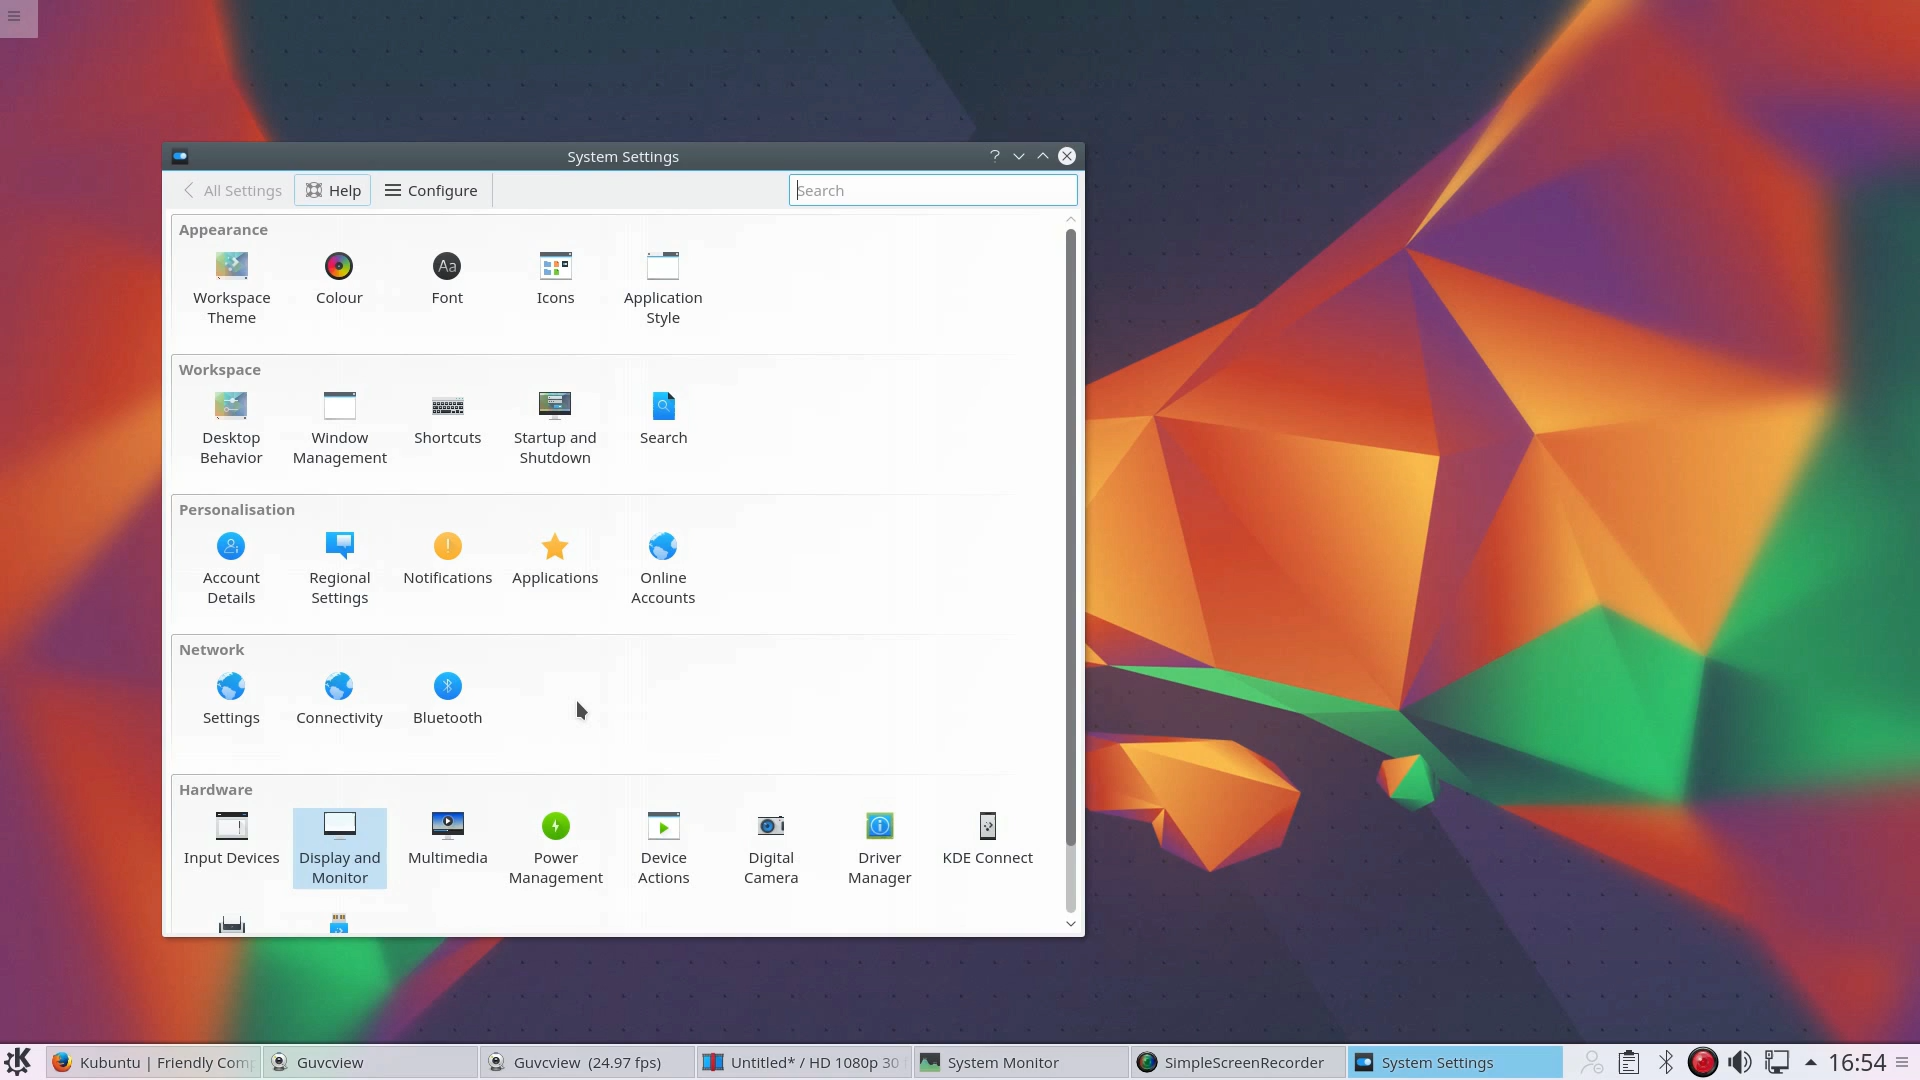 System Settings
?
All Settings
Help
Configure
Search
Appearance
Aa
Workspace
Theme
Colour
Font
Icons
Application
Style
Workspace
Desktop
Behavior
Window
Management
Shortcuts
Startup and
Shutdown
Search
Personalisation
Account
Details
Regional
Settings
Notifications
Applications
Online
Accounts
Network
Settings
Connectivity
Bluetooth
Hardware
Input Devices
Display and
Monitor
Multimedia
Power
Management
Device
Actions
Digital
Camera
Driver
Manager
KDE Connect
Kubuntu | Friendly Com
Guvcview
Guvcview (24.97 fps)
Untitled* / HD 1080p 30
System Monitor
SimpleScreenRecorder
System Settings
16:54